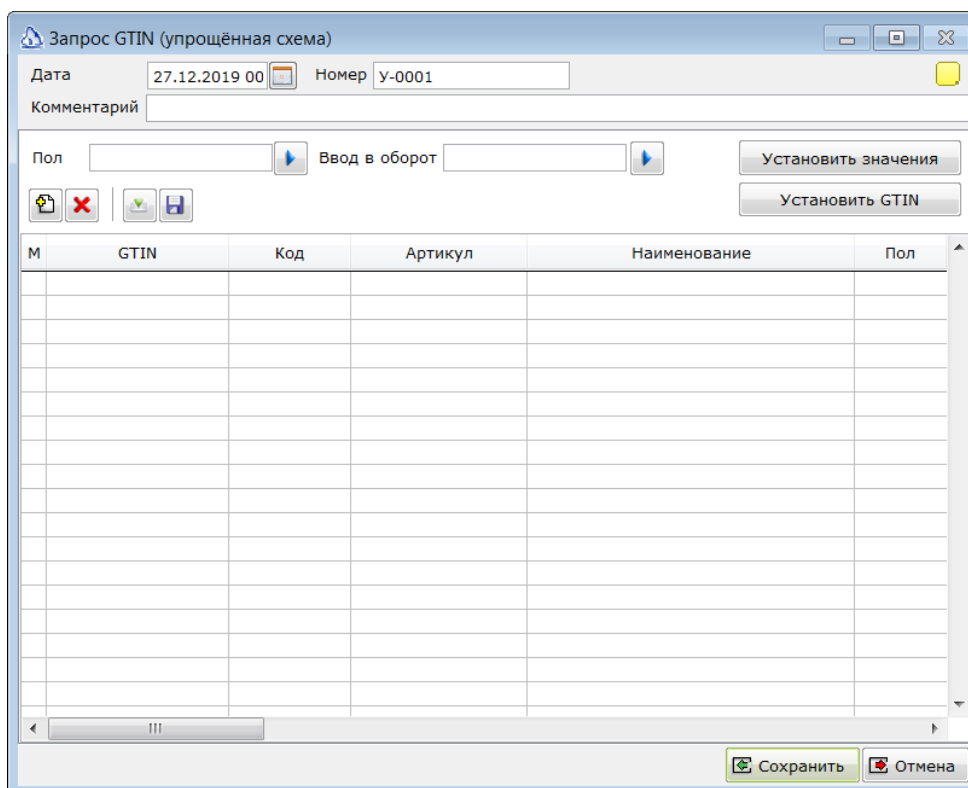 Запрос GTIN (упрощённая схема)
Дата 27.12.2019 00 Номер У-0001
Комментарий
Пол Ввод в оборот Установить значения
Установить GTIN
М GTIN Код Артикул Наименование Пол
Сохранить Отмена